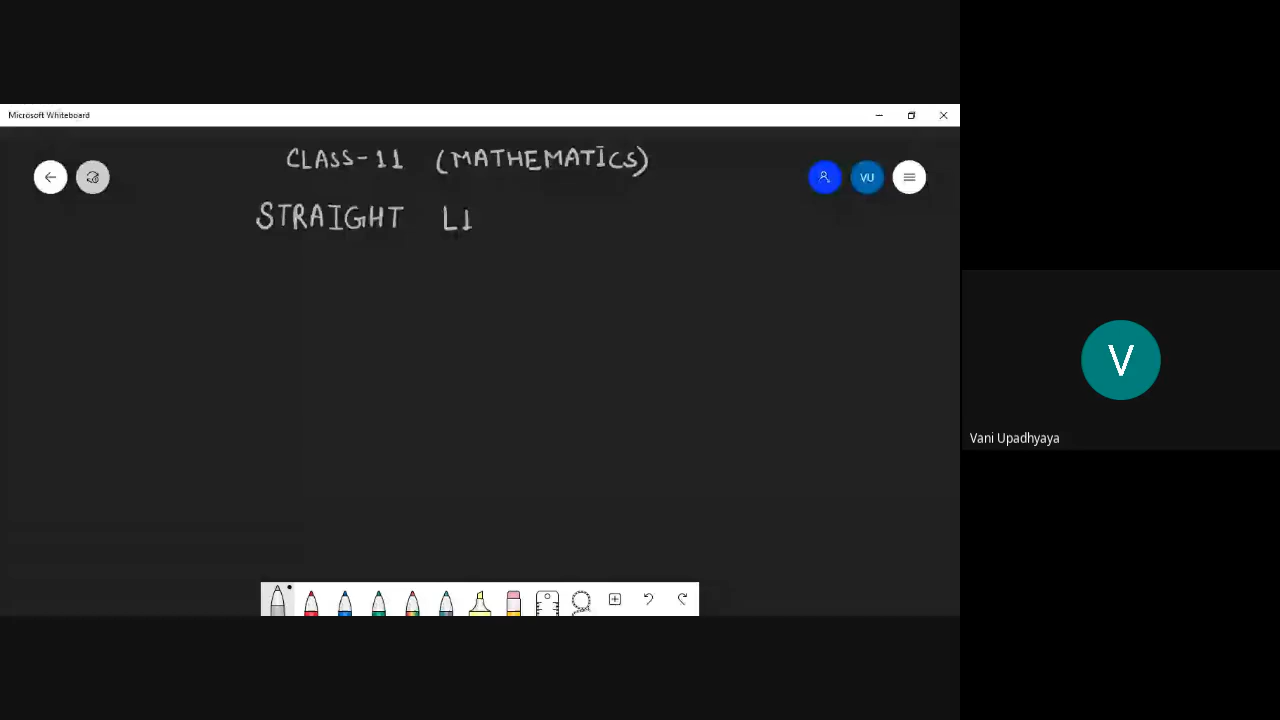 Microsoft Whiteboard
CLASS-11 (MATHEMATICS)
VU
STRAIGHT LI
V
Vani Upadhyaya